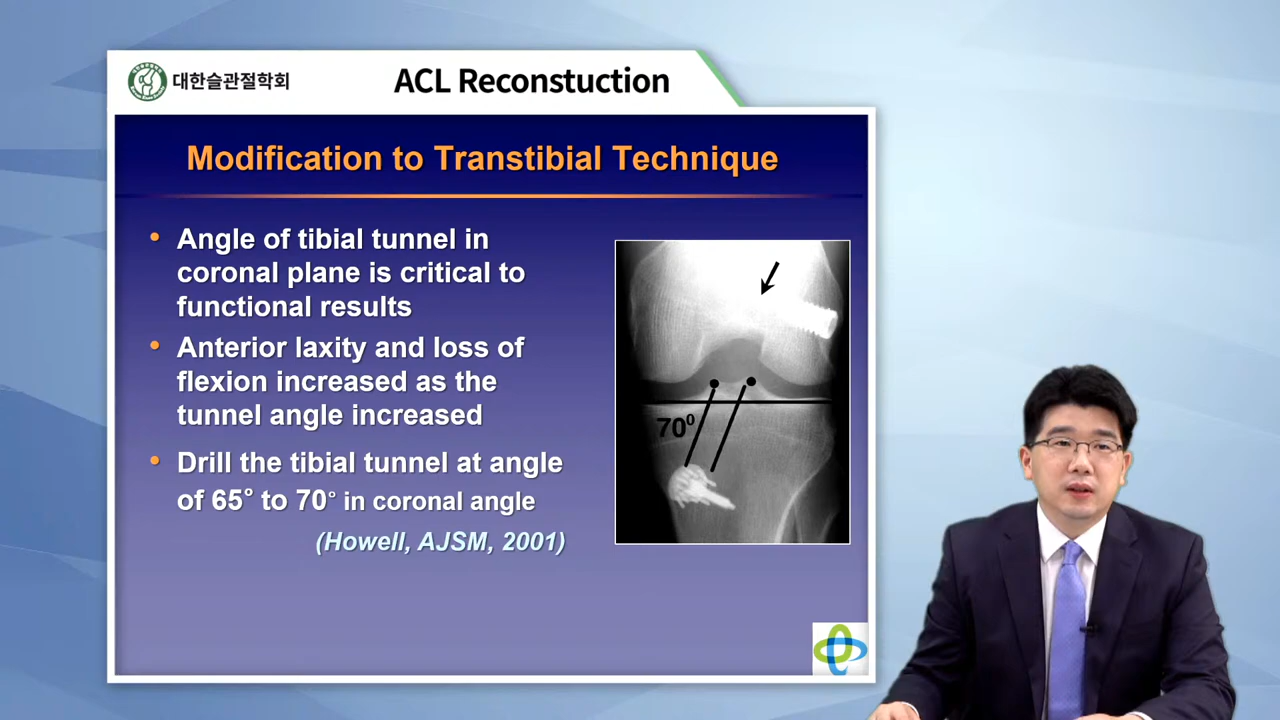 대한슬관절학회
ACL Reconstuction
Modification to Transtibial Technique
• Angle of tibial tunnel in
coronal plane is critical to
functional results
• Anterior laxity and loss of
flexion increased as the
tunnel angle increased
• Drill the tibial tunnel at angle
of 65° to 70° in coronal angle
(Howell, AJSM, 2001)
70⁰